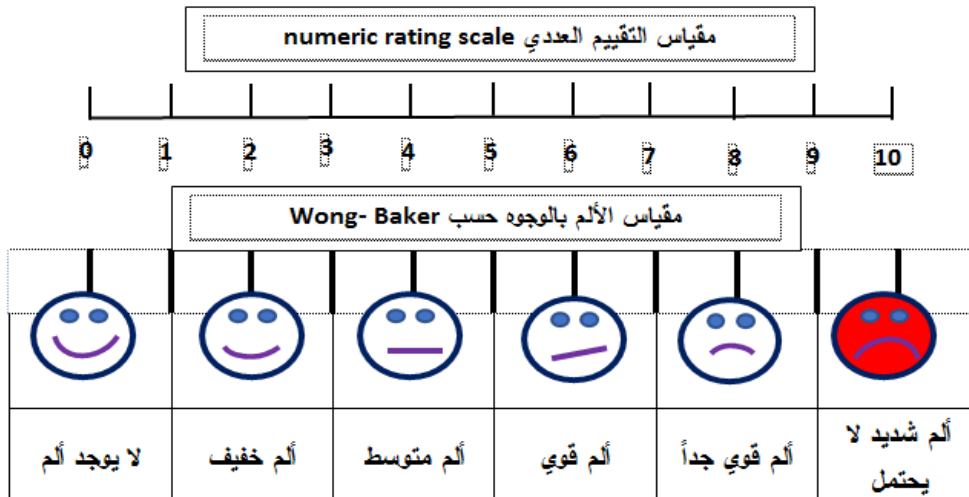 مقياس التقييم العددي numeric rating scale
0 1 2 3 4 5 6 7 8 9 10
مقياس الألم بالوجوه حسب Wong- Baker
لا يوجد ألم
ألم خفيف
ألم متوسط
ألم قوي
ألم قوي جداً
ألم شديد لا
يحتمل